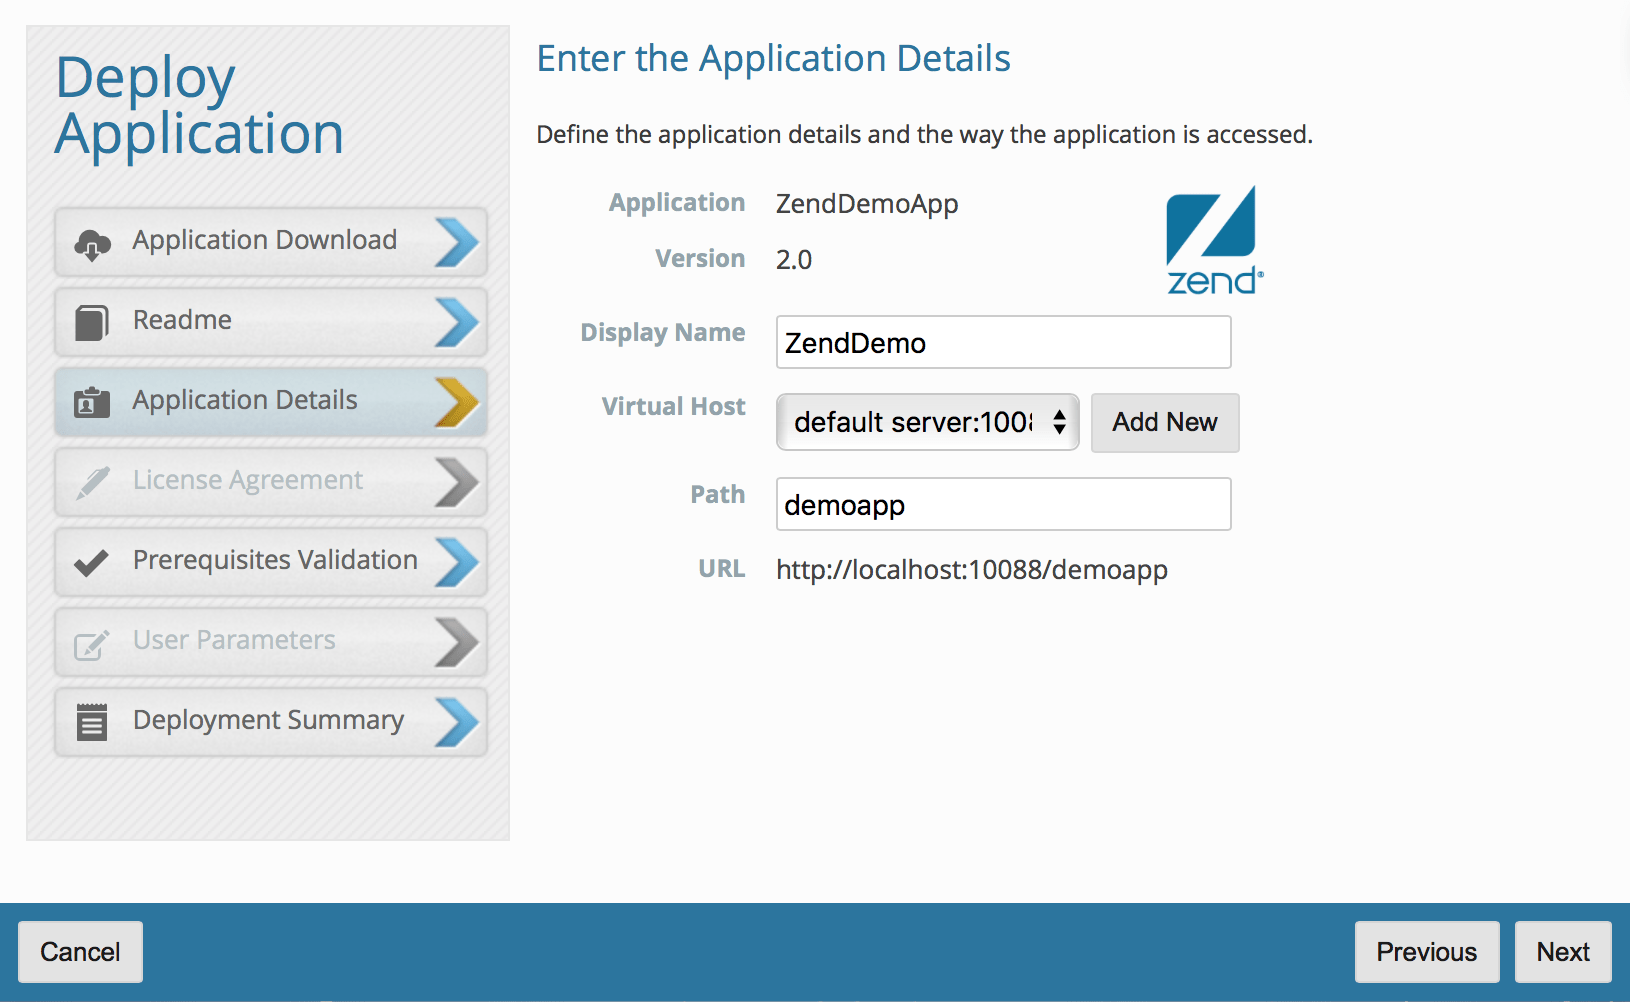 Deploy
Application
Application Download
Readme
Application Details
License Agreement
Prerequisites Validation
User Parameters
Deployment Summary
Enter the Application Details
Define the application details and the way the application is accessed.
Application ZendDemoApp
Version 2.0
zend®
Display Name ZendDemo
Virtual Host default server:1008 Add New
Path demoapp
URL http://localhost:10088/demoapp
Cancel Previous Next